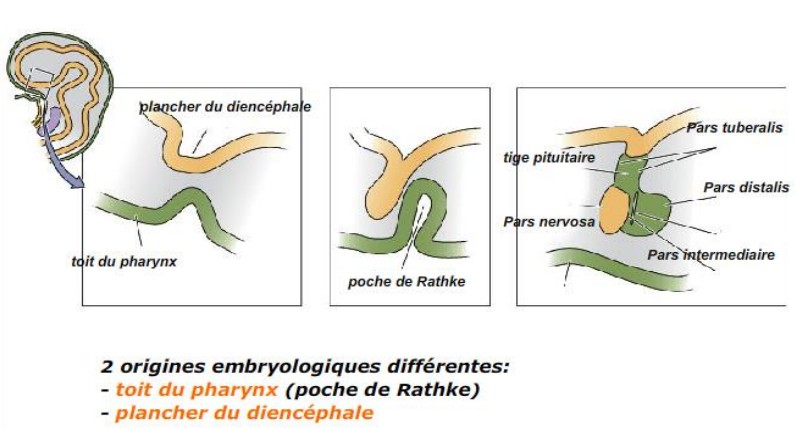 plancher du diencéphale
toit du pharynx
poche de Rathke
Pars tuberalis
tige pituitaire
Pars distalis
Pars nervosa
Pars intermediaire
2 origines embryologiques différentes:
- toit du pharynx (poche de Rathke)
- plancher du diencéphale